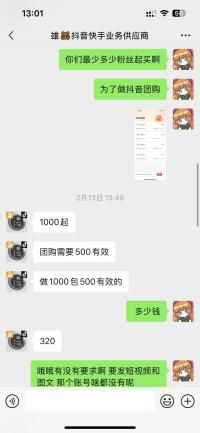 13:01
雄🐻抖音快手业务供应商
你们最少多少粉丝起买啊
为了做抖音团购
2月13日 13:49
1000起
团购需要500有效
做1000包500有效的
多少钱
320
哦哦有没有要求啊 要发短视频和
图文 那个账号啥都没有呢